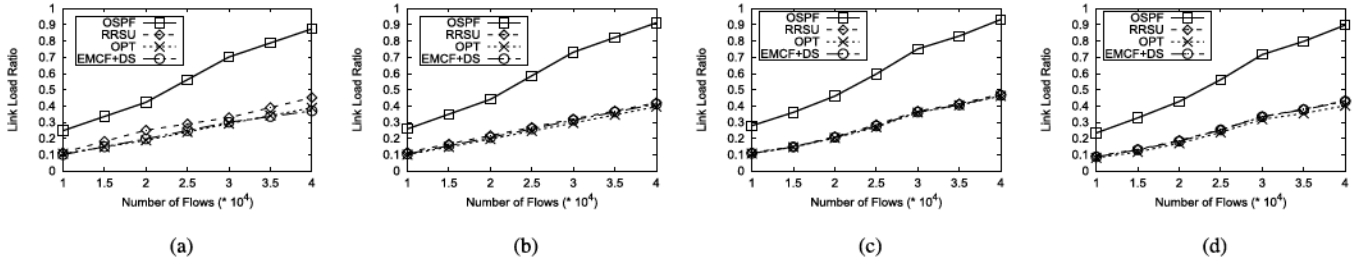 1
0.9
0.8
0.7
0.6
0.5
0.4
0.3
0.2
0.1
0
Link Load Ratio
OSPF
RRSU
OPT
EMCF+DS
1 1.5 2 2.5 3 3.5 4
Number of Flows (* 10^4)
(a)
1
0.9
0.8
0.7
0.6
0.5
0.4
0.3
0.2
0.1
0
Link Load Ratio
OSPF
RRSU
OPT
EMCF+DS
1 1.5 2 2.5 3 3.5 4
Number of Flows (* 10^4)
(b)
1
0.9
0.8
0.7
0.6
0.5
0.4
0.3
0.2
0.1
0
Link Load Ratio
OSPF
RRSU
OPT
EMCF+DS
1 1.5 2 2.5 3 3.5 4
Number of Flows (* 10^4)
(c)
1
0.9
0.8
0.7
0.6
0.5
0.4
0.3
0.2
0.1
0
Link Load Ratio
OSPF
RRSU
OPT
EMCF+DS
1 1.5 2 2.5 3 3.5 4
Number of Flows (* 10^4)
(d)